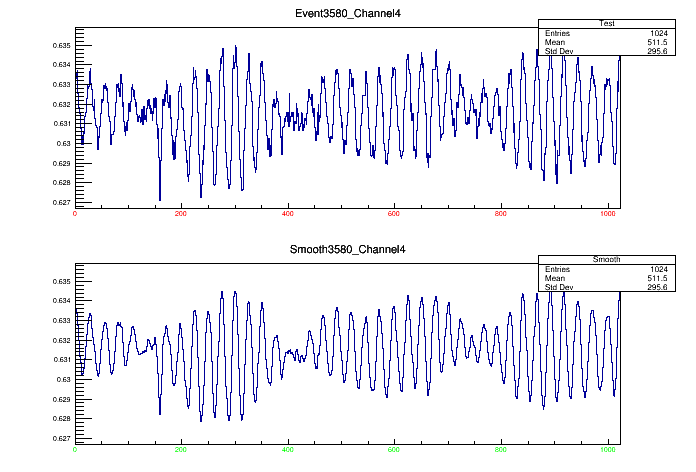 Event3580_Channel4
Test
Entries 1024
Mean 511.5
Std Dev 295.6
0.635
0.634
0.633
0.632
0.631
0.63
0.629
0.628
0.627
0 200 400 600 800 1000
Smooth3580_Channel4
Smooth
Entries 1024
Mean 511.5
Std Dev 295.6
0.635
0.634
0.633
0.632
0.631
0.63
0.629
0.628
0.627
0 200 400 600 800 1000